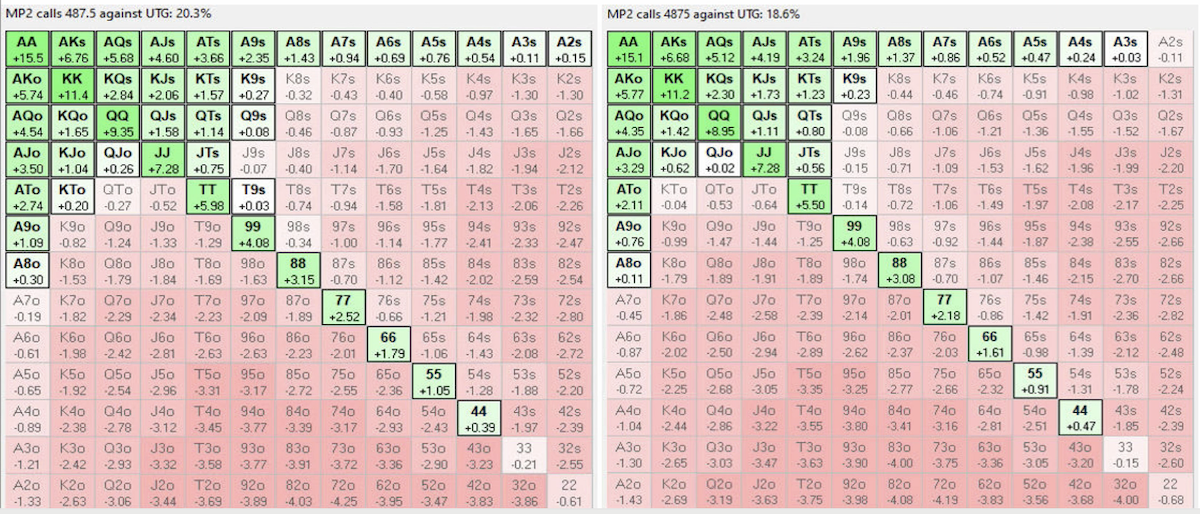 MP2 calls 487.5 against UTG: 20.3%
AA AKs AQs AJs ATs A9s A8s A7s A6s A5s A4s A3s A2s
+15.5 +6.76 +5.68 +4.60 +3.66 +2.35 +1.43 +0.94 +0.69 +0.76 +0.54 +0.11 +0.15
AKo KK KQs KJs KTs K9s K8s K7s K6s K5s K4s K3s K2s
+5.74 +11.4 +2.84 +2.06 +1.57 +0.27 -0.32 -0.43 -0.40 -0.58 -0.97 -1.30 -1.30
AQo KQo QQ QJs QTs Q9s Q8s Q7s Q6s Q5s Q4s Q3s Q2s
+4.54 +1.65 +9.35 +1.58 +1.14 +0.08 -0.46 -0.87 -0.93 -1.25 -1.43 -1.65 -1.66
AJo KJo QJo JJ JTs J9s J8s J7s J6s J5s J4s J3s J2s
+3.50 +1.04 +0.26 +7.28 +0.75 -0.07 -0.40 -1.14 -1.70 -1.64 -1.82 -1.94 -2.12
ATo KTo QTo JTo TT T9s T8s T7s T6s T5s T4s T3s T2s
+2.74 +0.20 -0.27 -0.52 +5.98 +0.03 -0.74 -0.94 -1.58 -1.81 -2.13 -2.06 -2.26
A9o K9o Q9o J9o T9o 99 98s 97s 96s 95s 94s 93s 92s
+1.09 -0.82 -1.24 -1.33 -1.29 +4.08 -0.34 -1.00 -1.14 -1.77 -2.41 -2.33 -2.47
A8o K8o Q8o J8o T8o 98o 88 87s 86s 85s 84s 83s 82s
+0.30 -1.53 -1.79 -1.84 -1.69 -1.63 +3.15 -0.70 -1.12 -1.42 -2.02 -2.59 -2.54
A7o K7o Q7o J7o T7o 97o 87o 77 76s 75s 74s 73s 72s
-0.19 -1.82 -2.29 -2.34 -2.23 -2.09 -1.89 +2.52 -0.66 -1.21 -1.98 -2.32 -2.80
A6o K6o Q6o J6o T6o 96o 86o 76o 66 65s 64s 63s 62s
-0.61 -1.98 -2.42 -2.81 -2.63 -2.63 -2.23 -2.01 +1.79 -1.06 -1.43 -2.08 -2.72
A5o K5o Q5o J5o T5o 95o 85o 75o 65o 55 54s 53s 52s
-0.65 -1.92 -2.54 -2.96 -3.31 -3.17 -2.72 -2.55 -2.36 +1.05 -1.28 -1.88 -2.20
A4o K4o Q4o J4o T4o 94o 84o 74o 64o 54o 44 43s 42s
-0.89 -2.38 -2.78 -3.12 -3.45 -3.77 -3.39 -3.17 -2.93 -2.43 +0.39 -1.97 -2.39
A3o K3o Q3o J3o T3o 93o 83o 73o 63o 53o 43o 33 32s
-1.21 -2.42 -2.93 -3.32 -3.58 -3.77 -3.91 -3.72 -3.36 -2.90 -3.23 -0.21 -2.55
A2o K2o Q2o J2o T2o 92o 82o 72o 62o 52o 42o 32o 22
-1.33 -2.63 -3.06 -3.44 -3.69 -3.89 -4.03 -4.25 -3.95 -3.47 -3.83 -3.86 -0.61
MP2 calls 4875 against UTG: 18.6%
AA AKs AQs AJs ATs A9s A8s A7s A6s A5s A4s A3s A2s
+15.1 +6.68 +5.12 +4.19 +3.24 +1.96 +1.37 +0.86 +0.52 +0.47 +0.24 +0.03 -0.11
AKo KK KQs KJs KTs K9s K8s K7s K6s K5s K4s K3s K2s
+5.77 +11.2 +2.30 +1.73 +1.23 +0.23 -0.44 -0.46 -0.74 -0.91 -0.98 -1.02 -1.31
AQo KQo QQ QJs QTs Q9s Q8s Q7s Q6s Q5s Q4s Q3s Q2s
+4.35 +1.42 +8.95 +1.11 +0.80 -0.08 -0.66 -1.06 -1.21 -1.36 -1.55 -1.52 -1.67
AJo KJo QJo JJ JTs J9s J8s J7s J6s J5s J4s J3s J2s
+3.29 +0.62 +0.02 +7.28 +0.56 -0.15 -0.71 -1.09 -1.53 -1.62 -1.96 -1.99 -2.20
ATo KTo QTo JTo TT T9s T8s T7s T6s T5s T4s T3s T2s
+2.11 -0.04 -0.53 -0.64 +5.50 -0.14 -0.72 -1.06 -1.49 -1.97 -2.08 -2.17 -2.25
A9o K9o Q9o J9o T9o 99 98s 97s 96s 95s 94s 93s 92s
+0.76 -0.99 -1.47 -1.44 -1.25 +4.08 -0.63 -0.92 -1.44 -1.87 -2.38 -2.55 -2.66
A8o K8o Q8o J8o T8o 98o 88 87s 86s 85s 84s 83s 82s
+0.11 -1.79 -1.89 -1.91 -1.89 -1.74 +3.08 -0.70 -1.07 -1.46 -2.15 -2.70 -2.66
A7o K7o Q7o J7o T7o 97o 87o 77 76s 75s 74s 73s 72s
-0.45 -1.86 -2.48 -2.58 -2.39 -2.14 -2.01 +2.18 -0.86 -1.42 -1.91 -2.36 -2.82
A6o K6o Q6o J6o T6o 96o 86o 76o 66 65s 64s 63s 62s
-0.87 -2.02 -2.50 -2.94 -2.89 -2.62 -2.37 -2.03 +1.61 -0.98 -1.39 -2.12 -2.48
A5o K5o Q5o J5o T5o 95o 85o 75o 65o 55 54s 53s 52s
-0.72 -2.25 -2.68 -3.05 -3.35 -3.25 -2.77 -2.66 -2.32 +0.91 -1.31 -1.78 -2.24
A4o K4o Q4o J4o T4o 94o 84o 74o 64o 54o 44 43s 42s
-1.04 -2.44 -2.86 -3.22 -3.55 -3.80 -3.41 -3.16 -2.81 -2.51 +0.47 -1.85 -2.39
A3o K3o Q3o J3o T3o 93o 83o 73o 63o 53o 43o 33 32s
-1.30 -2.65 -3.03 -3.47 -3.63 -3.90 -4.00 -3.75 -3.36 -3.05 -3.20 -0.15 -2.60
A2o K2o Q2o J2o T2o 92o 82o 72o 62o 52o 42o 32o 22
-1.43 -2.69 -3.19 -3.63 -3.75 -3.98 -4.08 -4.19 -3.83 -3.56 -3.68 -4.00 -0.68